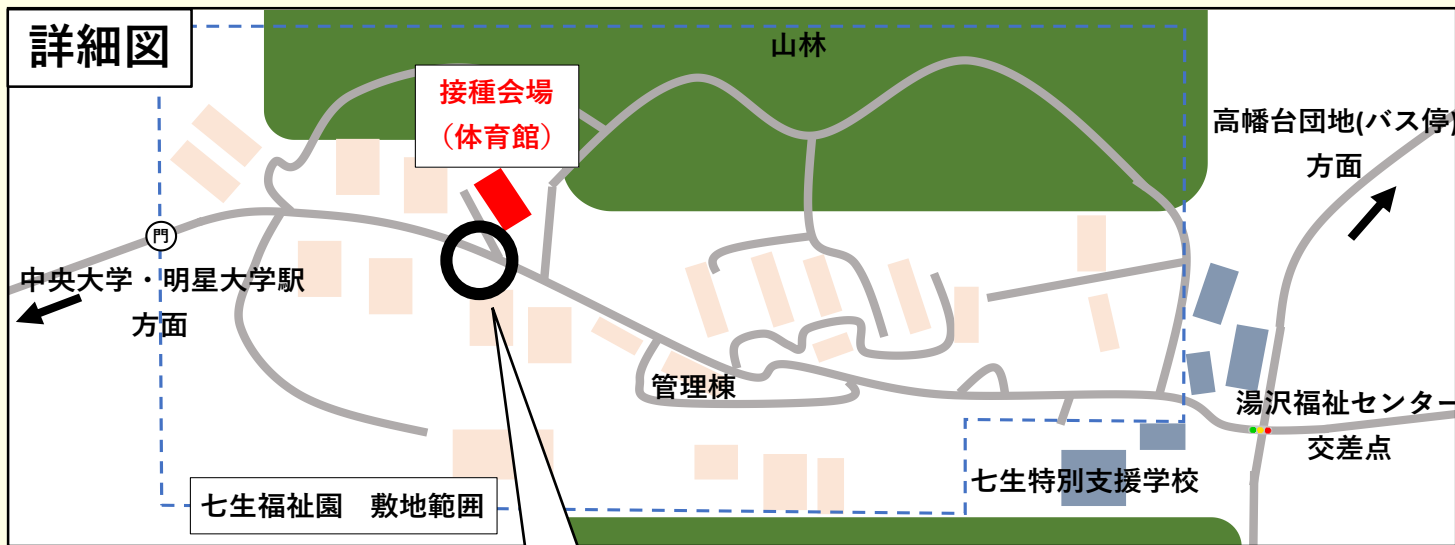 詳細図
山林
接種会場
（体育館）
高幡台団地(バス停)
方面
門
中央大学・明星大学駅
方面
管理棟
湯沢福祉センター
交差点
七生特別支援学校
七生福祉園　敷地範囲